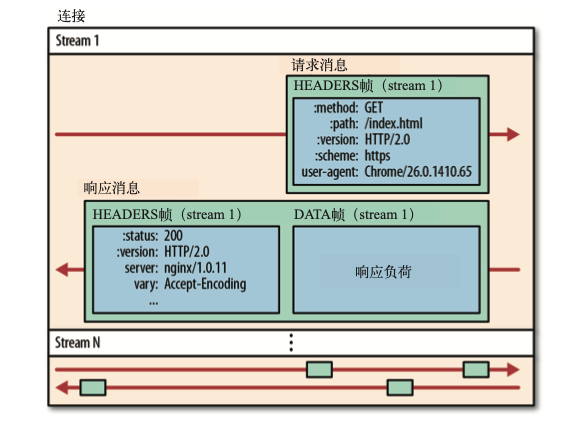 连接
Stream 1
请求消息
HEADERS帧（stream 1）
:method: GET
:path: /index.html
:version: HTTP/2.0
:scheme: https
user-agent: Chrome/26.0.1410.65
响应消息
HEADERS帧（stream 1）
:status: 200
:version: HTTP/2.0
server: nginx/1.0.11
vary: Accept-Encoding
...
DATA帧（stream 1）
响应负荷
Stream N